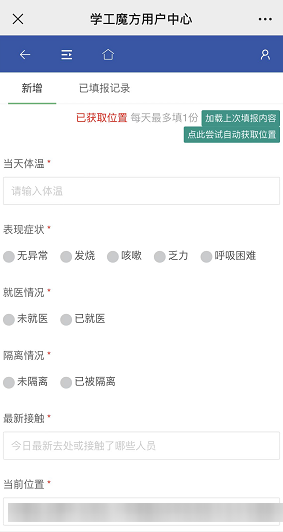 学工魔方用户中心
新增 已填报记录
已获取位置 每天最多填1份 加载上次填报内容
点此尝试自动获取位置
当天体温 *
请输入体温
表现症状 *
无异常 发烧 咳嗽 乏力 呼吸困难
就医情况 *
未就医 已就医
隔离情况 *
未隔离 已被隔离
最新接触 *
今日最新去处或接触了哪些人员
当前位置 *